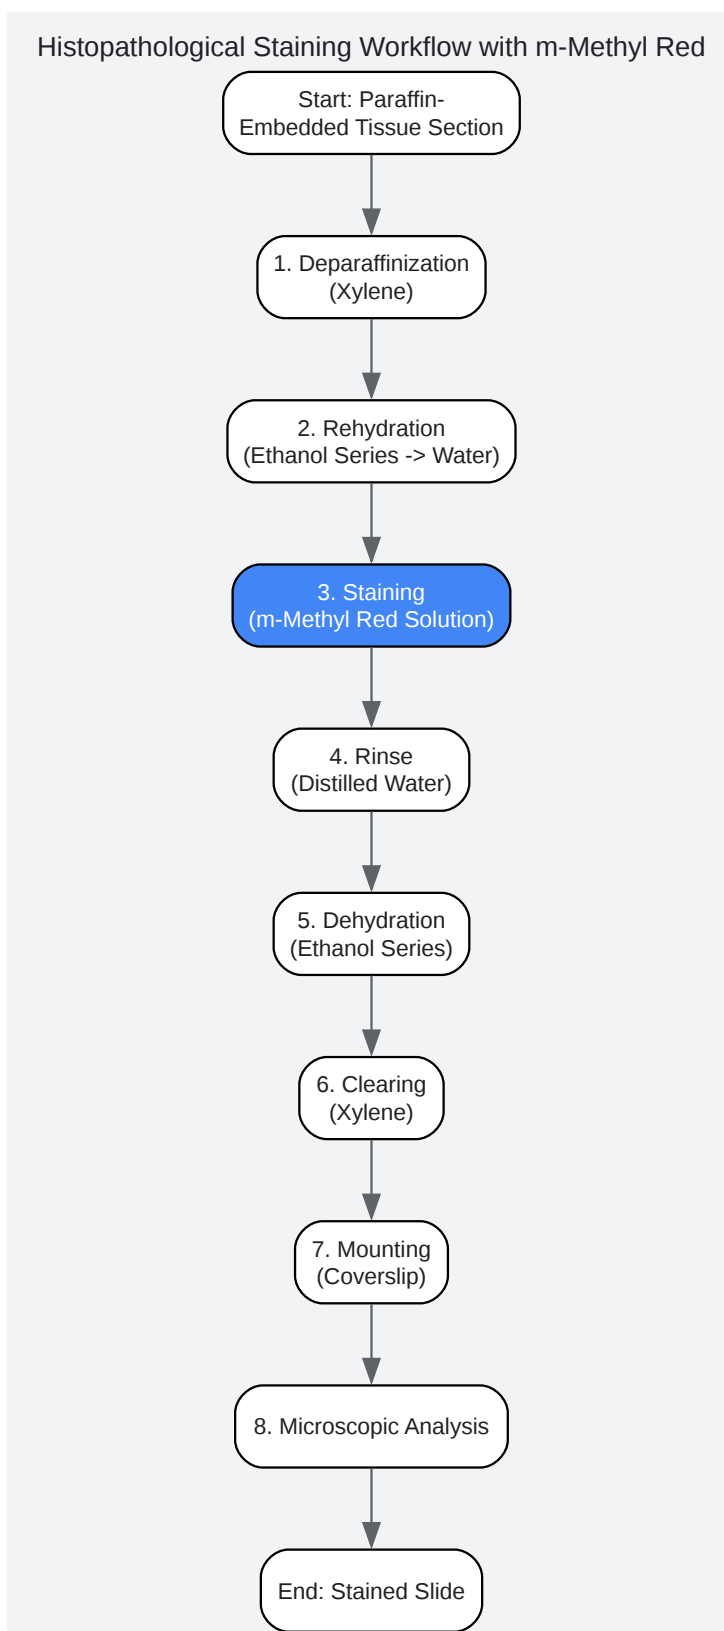 Histopathological Staining Workflow with m-Methyl Red
Start: Paraffin-
Embedded Tissue Section
1. Deparaffinization
(Xylene)
2. Rehydration
(Ethanol Series -> Water)
3. Staining
(m-Methyl Red Solution)
4. Rinse
(Distilled Water)
5. Dehydration
(Ethanol Series)
6. Clearing
(Xylene)
7. Mounting
(Coverslip)
8. Microscopic Analysis
End: Stained Slide